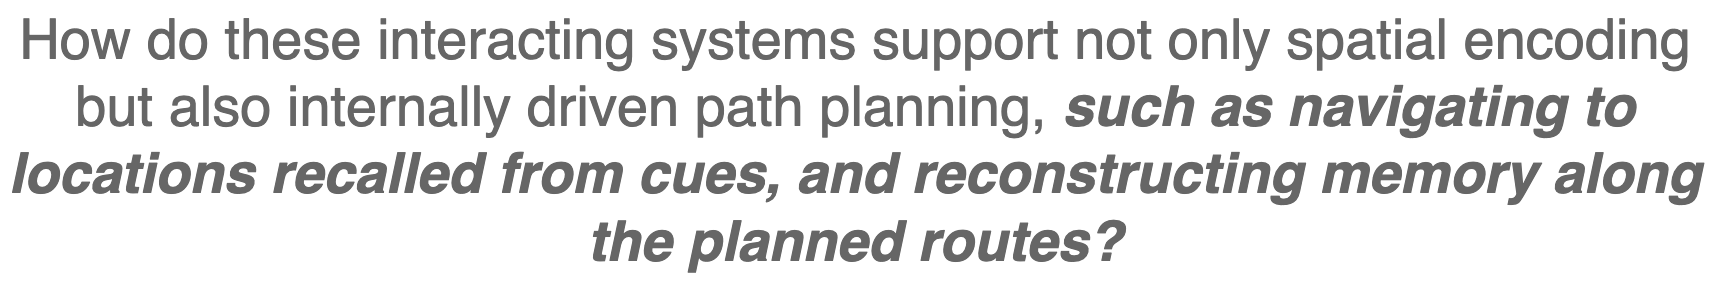 How do these interacting systems support not only spatial encoding
but also internally driven path planning, such as navigating to
locations recalled from cues, and reconstructing memory along
the planned routes?